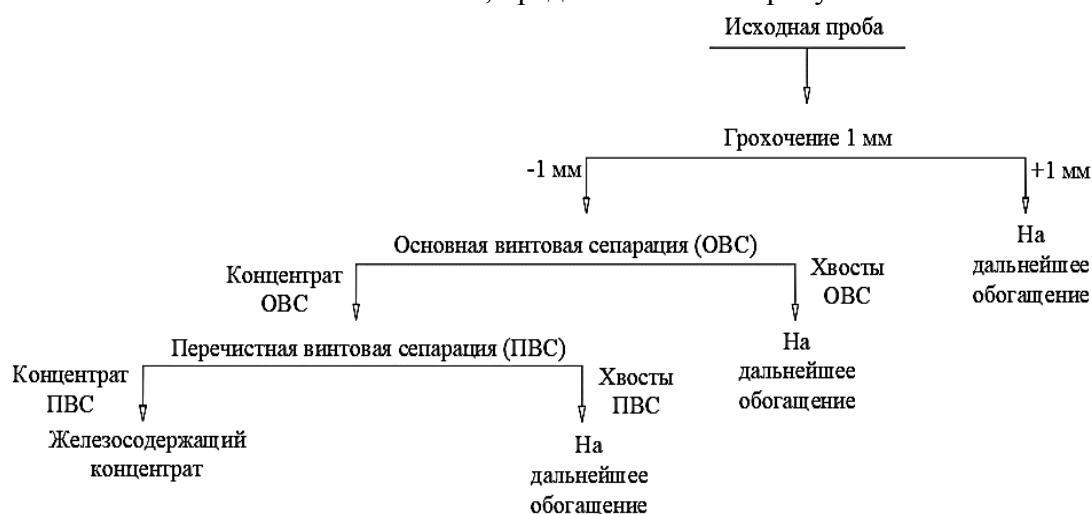 Исходная проба
Грохочение 1 мм
-1 мм
+1 мм
На
дальнейшее
обогащение
Основная винтовая сепарация (ОВС)
Концентрат
ОВС
Хвосты
ОВС
На
дальнейшее
обогащение
Перечистная винтовая сепарация (ПВС)
Концентрат
ПВС
Хвосты
ПВС
Железосодержащий
концентрат
На
дальнейшее
обогащение